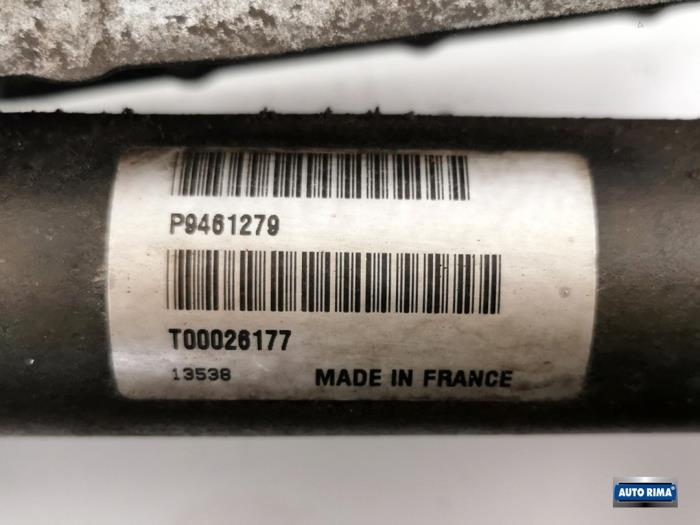 P9461279
T00026177
13538 MADE IN FRANCE
AUTO RIMA